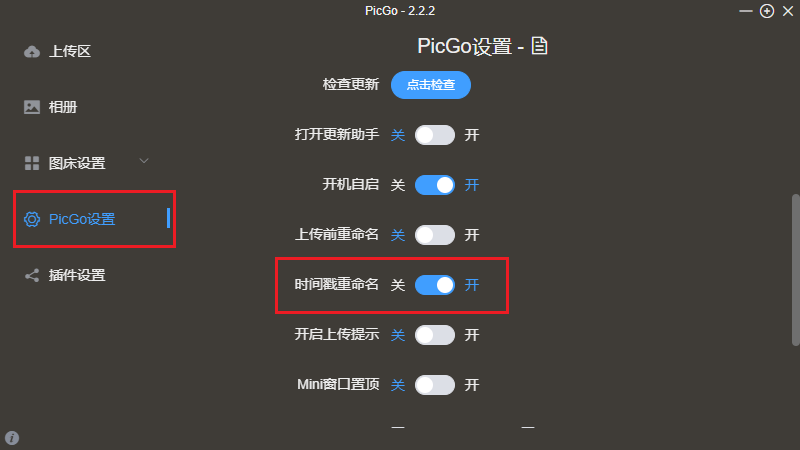 PicGo - 2.2.2
上传区
相册
图床设置
PicGo设置
插件设置
PicGo设置 -
检查更新 点击检查
打开更新助手 关 开
开机自启 关 开
上传前重命名 关 开
时间戳重命名 关 开
开启上传提示 关 开
Mini窗口置顶 关 开